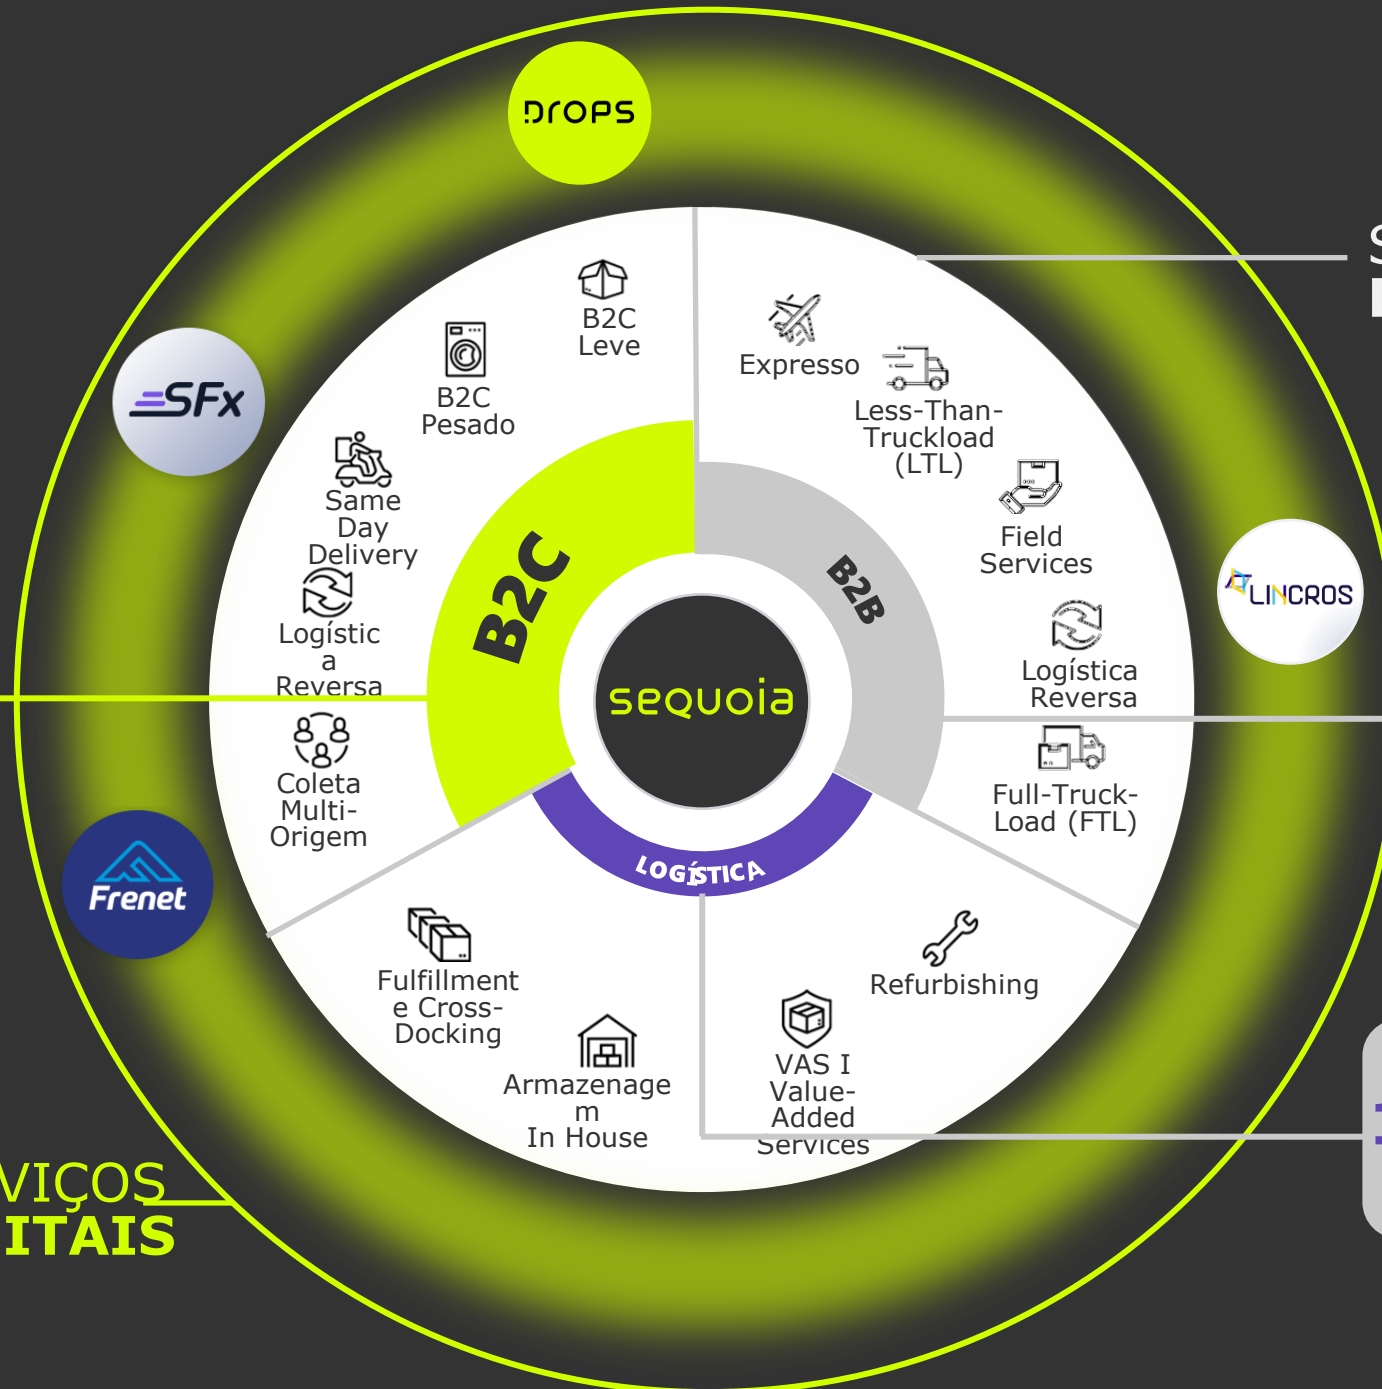 DROPS
B2C
Leve
B2C
Pesado
SFx
Same
Day
Delivery
Logístic
a
Reversa
Coleta
Multi-
Origem
Frenet
B2C
Expresso
Less-Than-
Truckload
(LTL)
Field
Services
LINCROS
Logística
Reversa
Full-Truck-
Load (FTL)
B2B
sequoia
LOGÍSTICA
Fulfillment
e Cross-
Docking
Armazenage
m
In House
VAS I
Value-
Added
Services
Refurbishing
VIÇOS
ITAIS